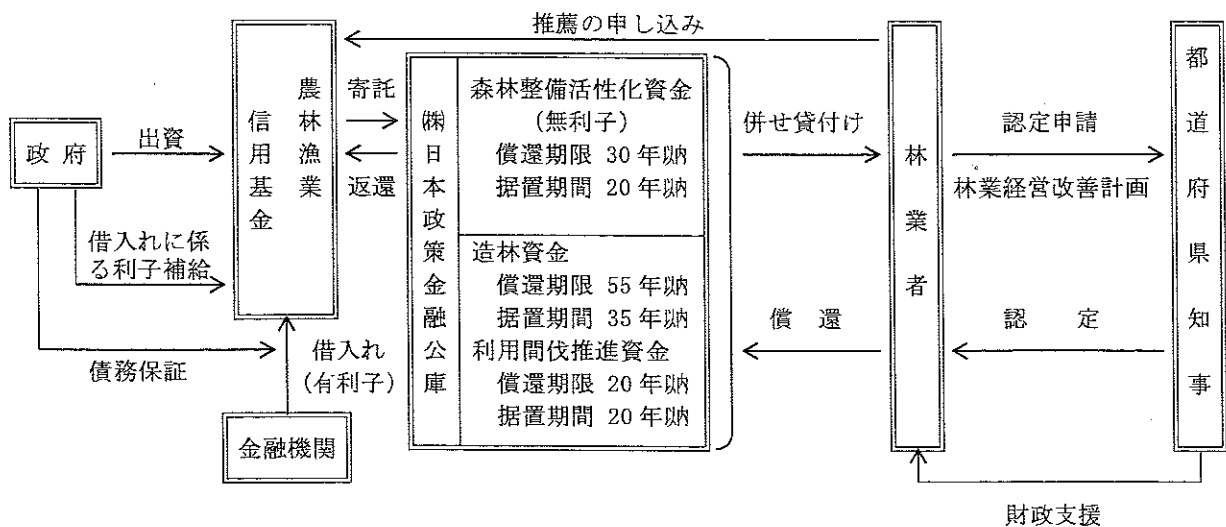 推薦の申し込み
政府
出資
借入れに係
る利子補給
債務保証
農林漁業
信用基金
寄託
返還
借入れ
(有利子)
金融機関
㈱日本政策金融公庫
森林整備活性化資金
(無利子)
償還期限 30年以内
据置期間 20年以内
造林資金
償還期限 55年以内
据置期間 35年以内
利用間伐推進資金
償還期限 20年以内
据置期間 20年以内
併せ貸付け
償還
林業者
認定申請
林業経営改善計画
認定
都道府県知事
財政支援